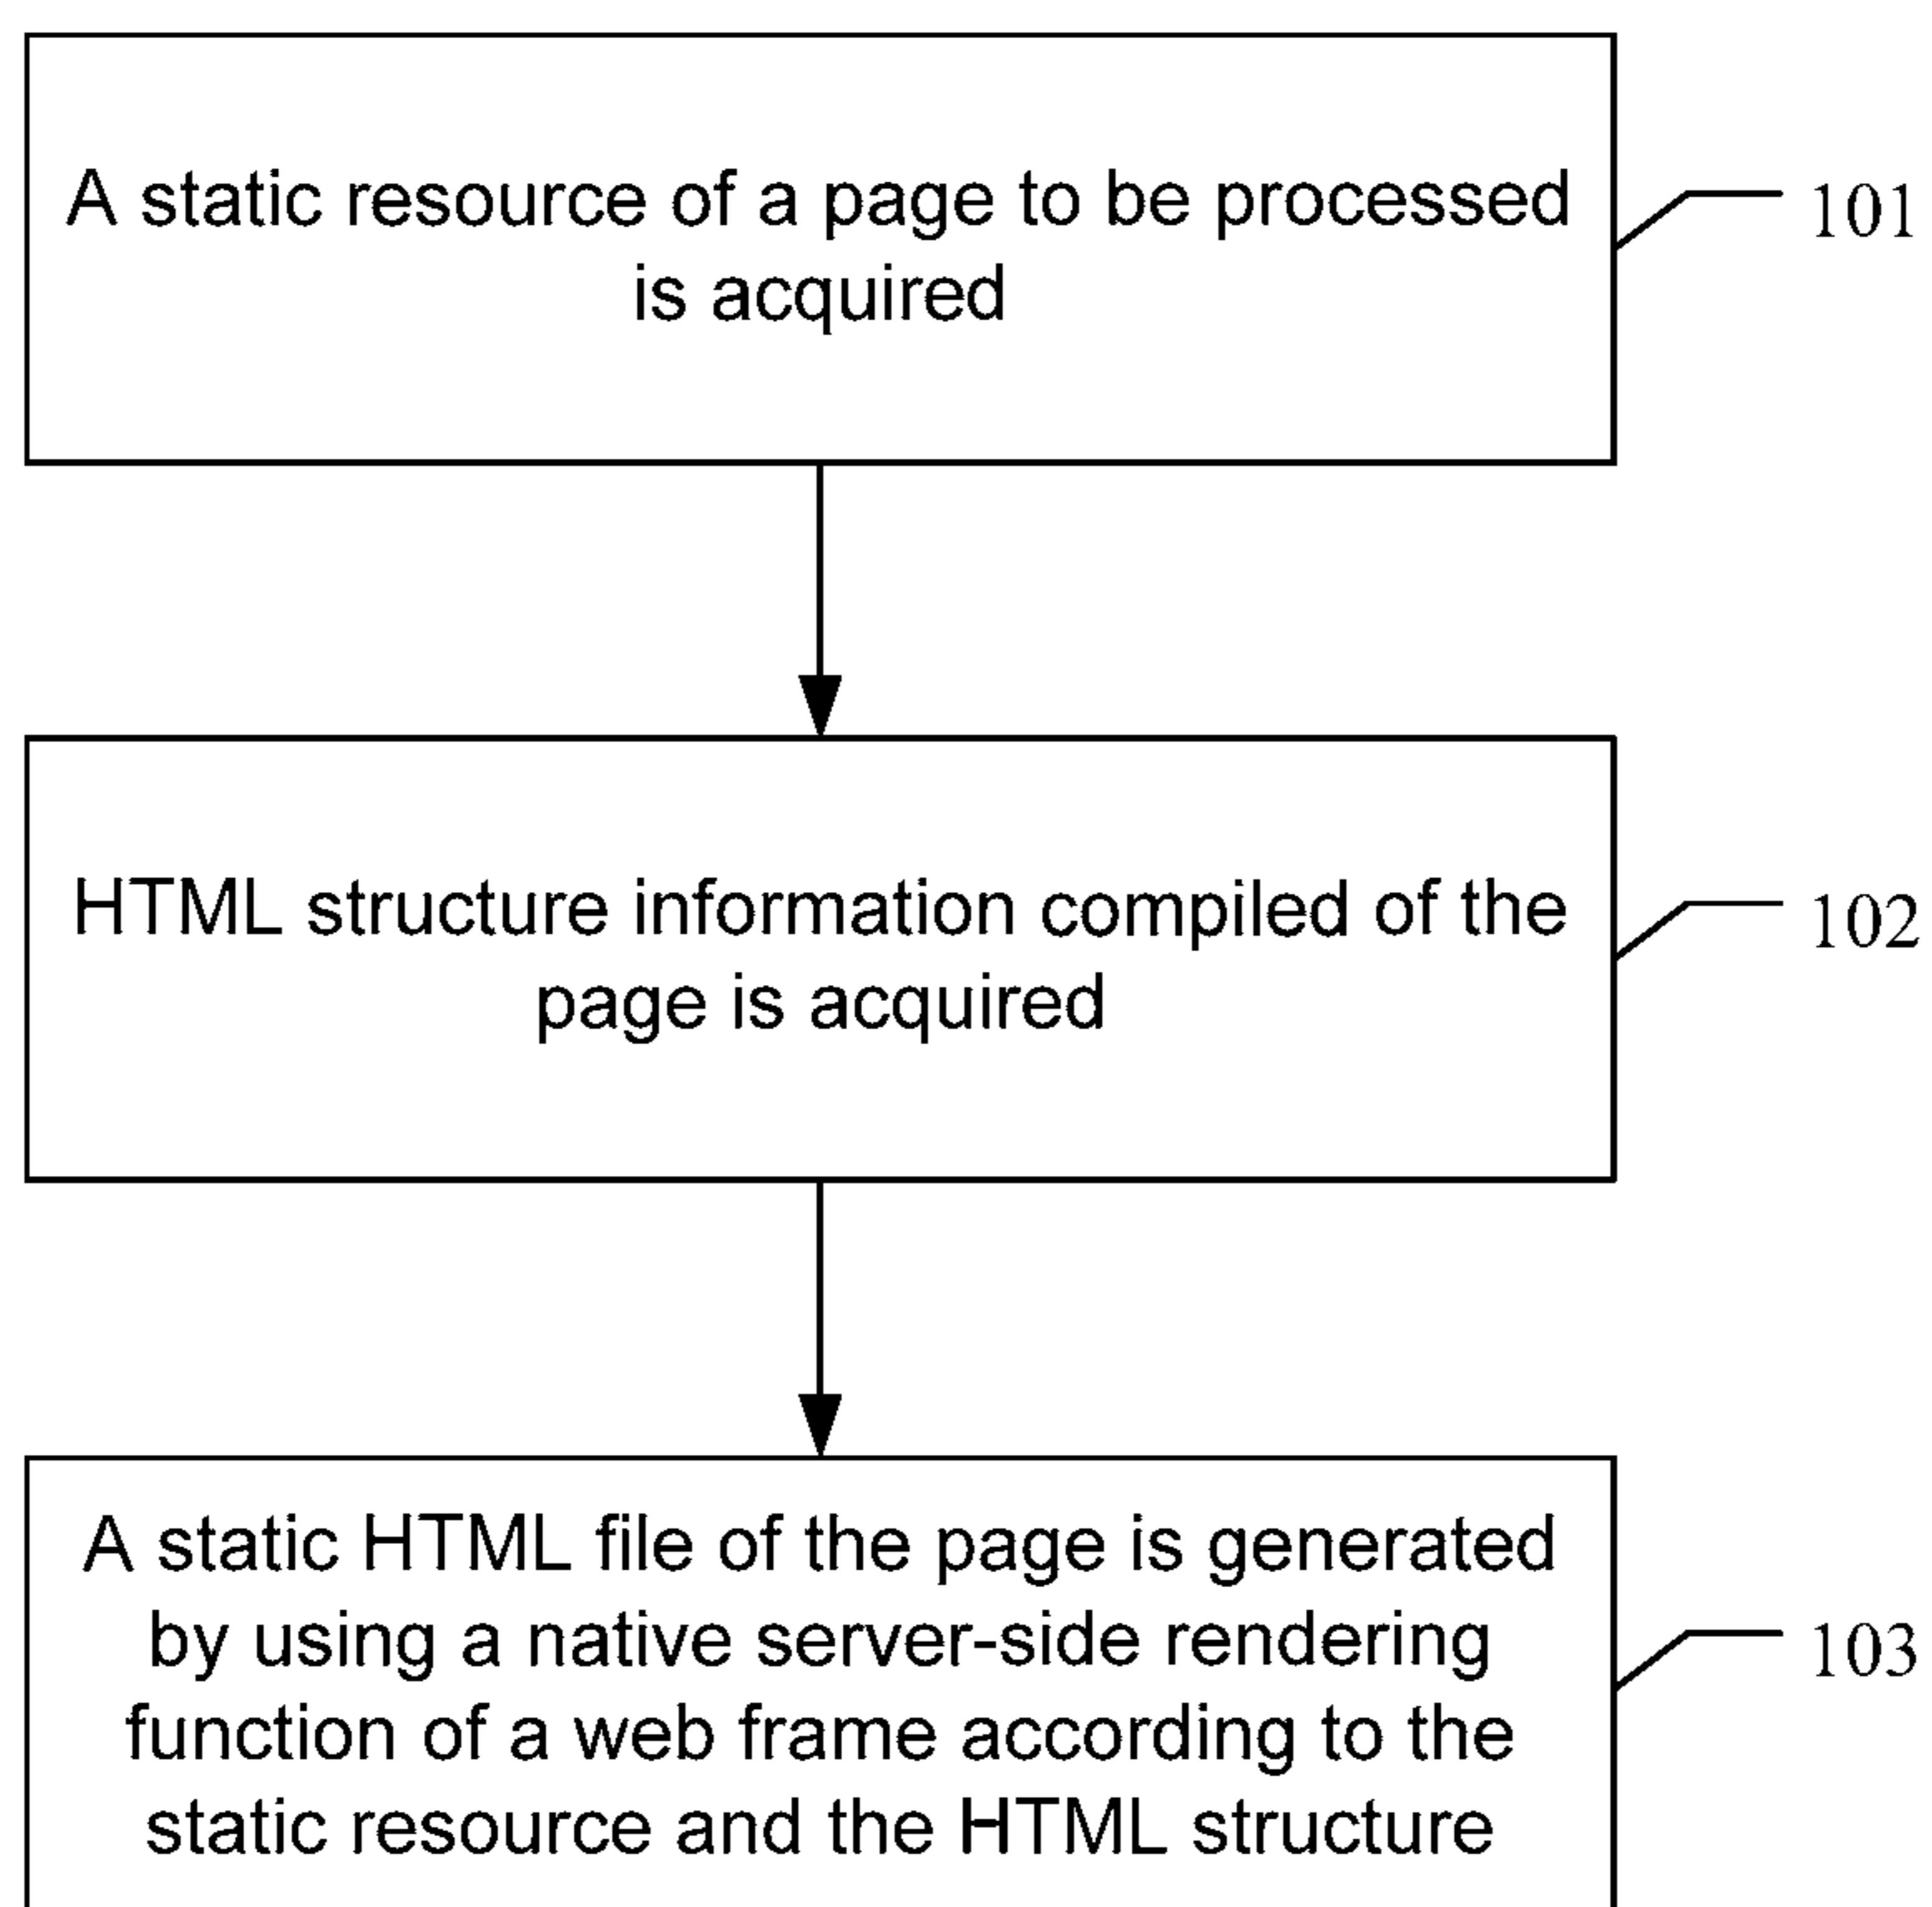 A static resource of a page to be processed
is acquired
101
HTML structure information compiled of the
page is acquired
102
A static HTML file of the page is generated
by using a native server-side rendering
function of a web frame according to the
static resource and the HTML structure
103